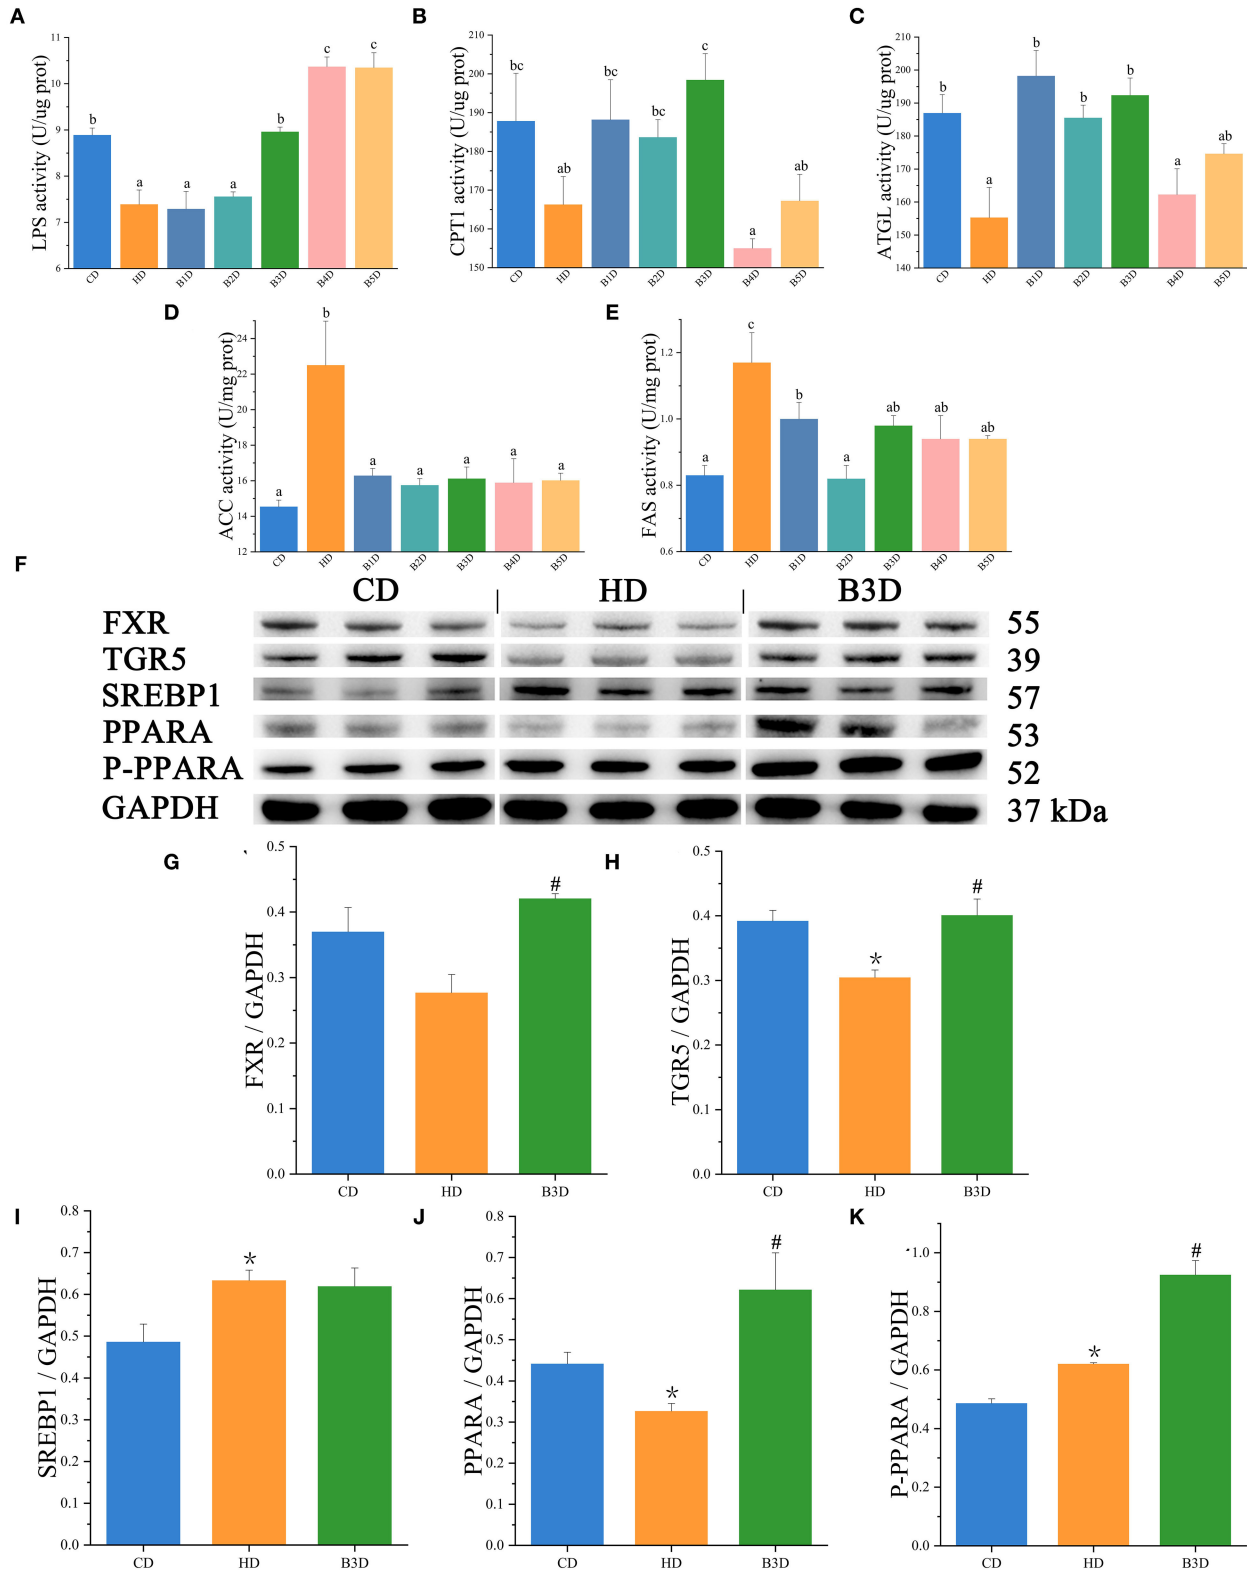 A
LPS activity (U/ug prot)
11
10
9
8
7
6
b
a
a
a
b
c
c
CD
HD
B1D
B2D
B3D
B4D
B5D
B
CPT1 activity (U/ug prot)
210
200
190
180
170
160
150
bc
ab
bc
bc
c
a
ab
CD
HD
B1D
B2D
B3D
B4D
B5D
C
ATGL activity (U/ug prot)
210
200
190
180
170
160
150
140
b
a
b
b
b
a
ab
CD
HD
B1D
B2D
B3D
B4D
B5D
D
ACC activity (U/mg prot)
24
22
20
18
16
14
12
a
b
a
a
a
a
a
CD
HD
B1D
B2D
B3D
B4D
B5D
E
FAS activity (U/mg prot)
1.2
1.0
0.8
0.6
a
c
b
a
ab
ab
ab
CD
HD
B1D
B2D
B3D
B4D
B5D
F
CD HD B3D
FXR 55
TGR5 39
SREBP1 57
PPARA 53
P-PPARA 52
GAPDH 37 kDa
G
FXR / GAPDH
0.5
0.4
0.3
0.2
0.1
0.0
#
CD HD B3D
H
TGR5 / GAPDH
0.5
0.4
0.3
0.2
0.1
0.0
*
#
CD HD B3D
I
SREBP1 / GAPDH
0.8
0.7
0.6
0.5
0.4
0.3
0.2
0.1
0.0
*
CD HD B3D
J
PPARA / GAPDH
0.8
0.7
0.6
0.5
0.4
0.3
0.2
0.1
0.0
*
#
CD HD B3D
K
P-PPARA / GAPDH
1.0
0.8
0.6
0.4
0.2
0.0
*
#
CD HD B3D